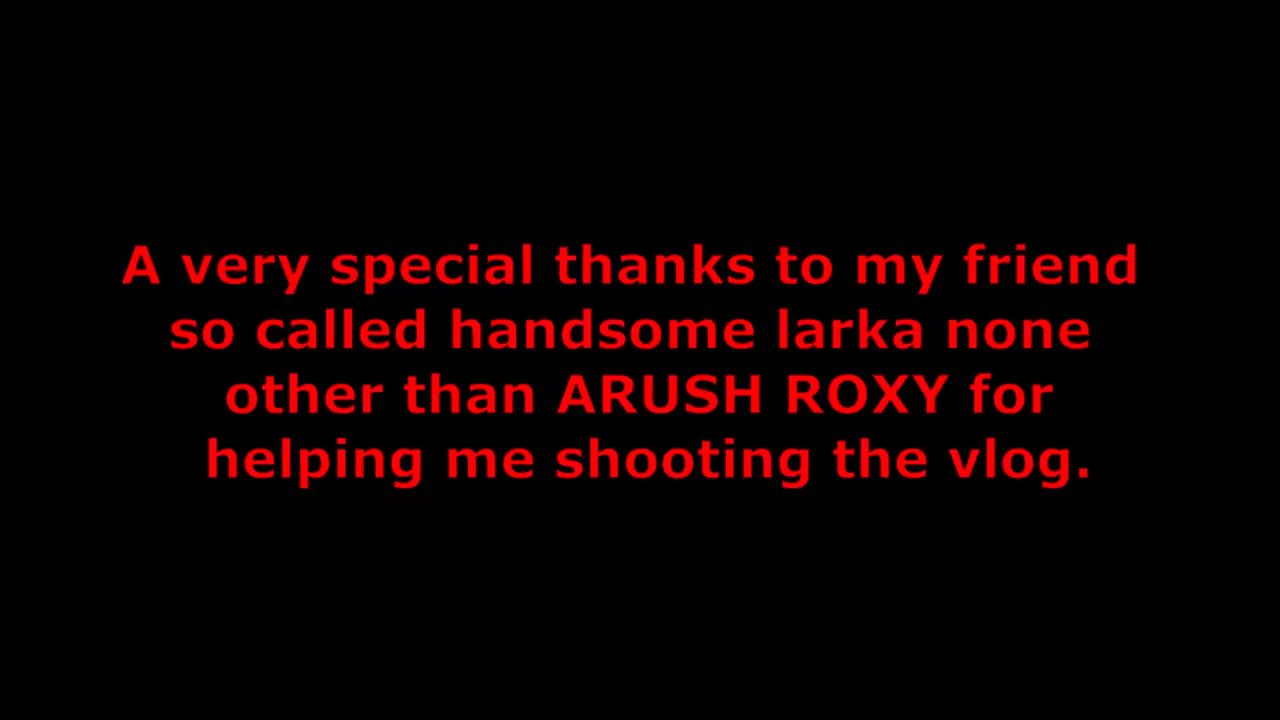 A very special thanks to my friend
so called handsome larka none
other than ARUSH ROXY for
helping me shooting the vlog.